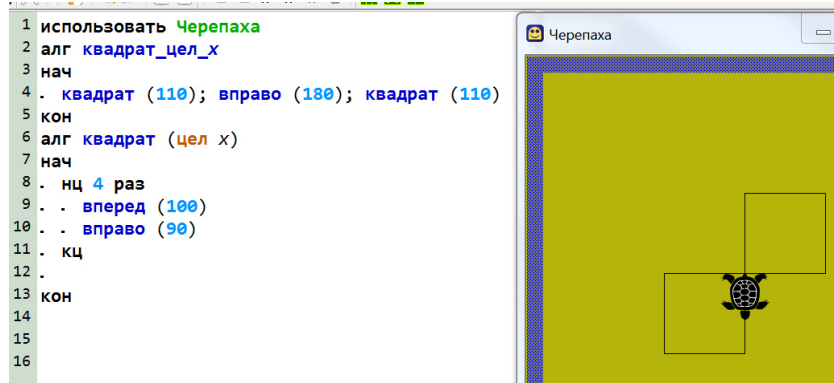 1 использовать Черепаха
2 алг квадрат_цел_x
3 нач
4 . квадрат (110); вправо (180); квадрат (110)
5 кон
6 алг квадрат (цел x)
7 нач
8 . нц 4 раз
9 . . вперед (100)
10 . . вправо (90)
11 . кц
12 .
13 кон
14
15
16
Черепаха